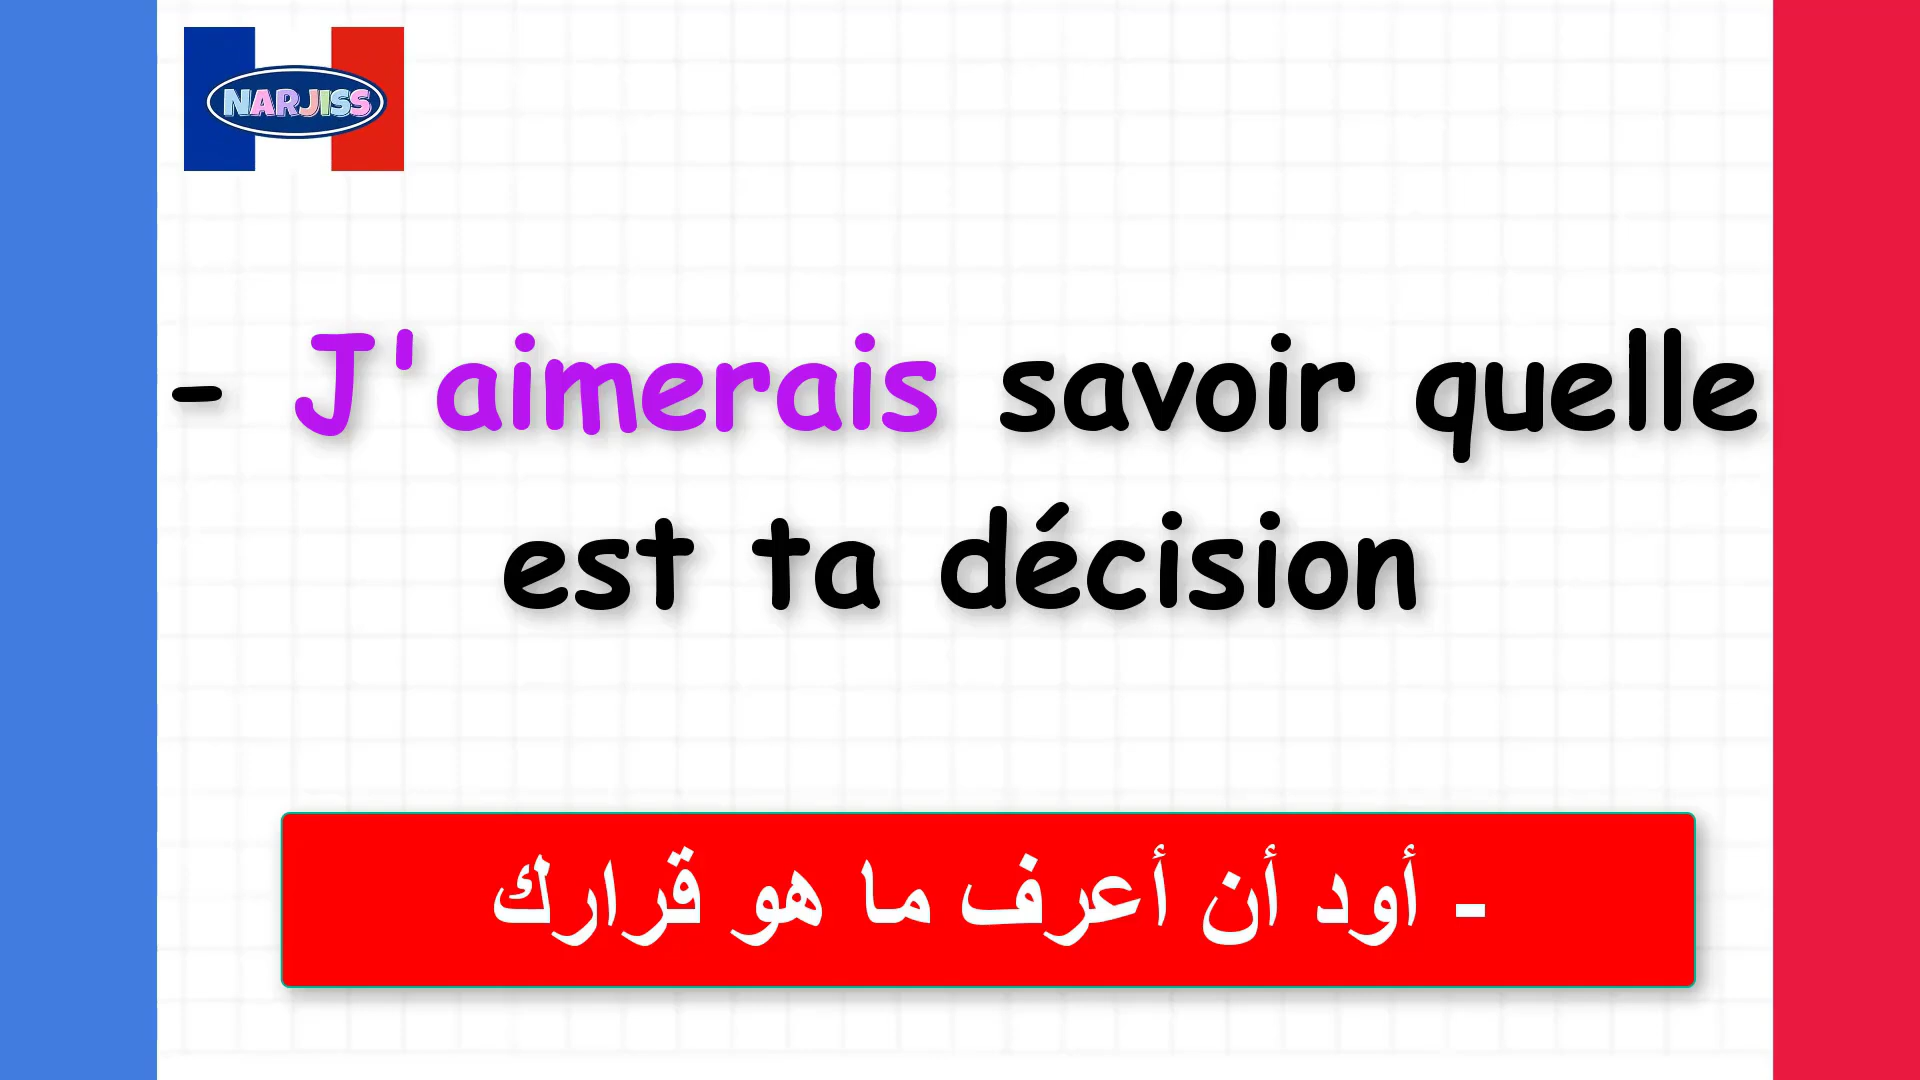 NARJISS
- J'aimerais savoir quelle
est ta décision
- أود أن أعرف ما هو قرارك